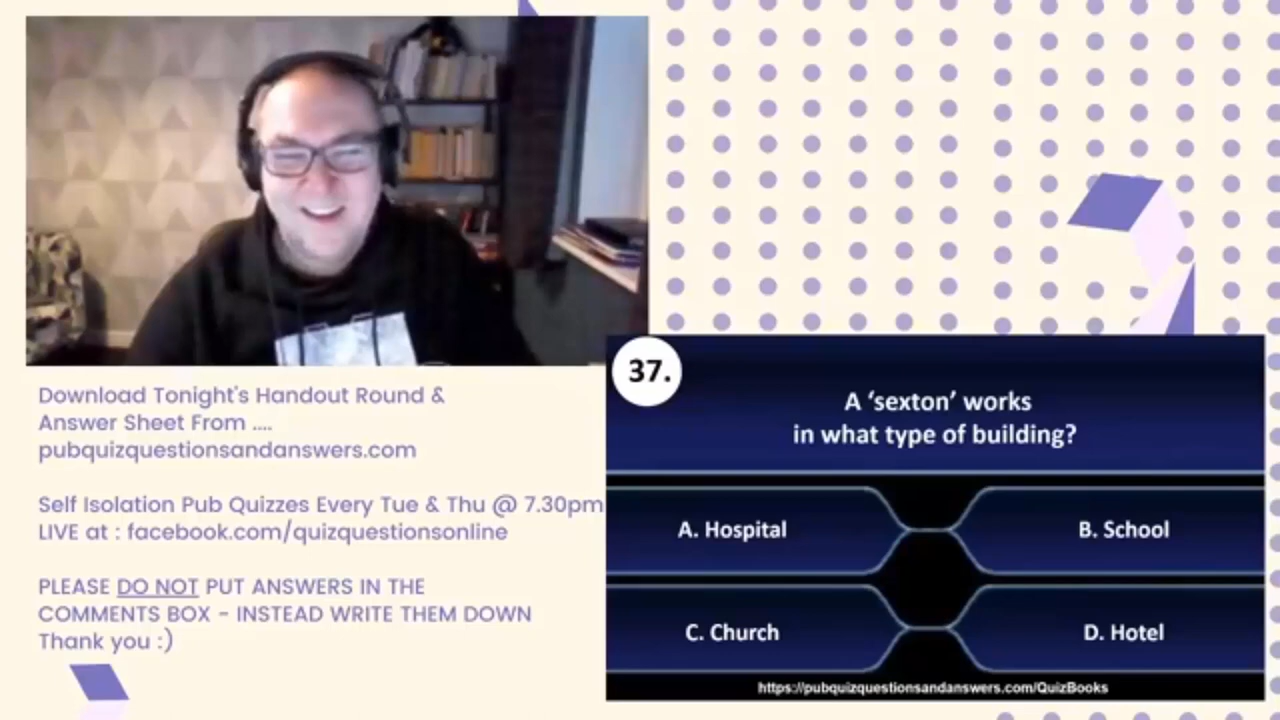 Download Tonight's Handout Round &
Answer Sheet From ....
pubquizquestionsandanswers.com
Self Isolation Pub Quizzes Every Tue & Thu @ 7.30pm
LIVE at : facebook.com/quizquestionsonline
PLEASE DO NOT PUT ANSWERS IN THE
COMMENTS BOX - INSTEAD WRITE THEM DOWN
Thank you :)
37.
A ‘sexton’ works
in what type of building?
A. Hospital
B. School
C. Church
D. Hotel
https://pubquizquestionsandanswers.com/QuizBooks